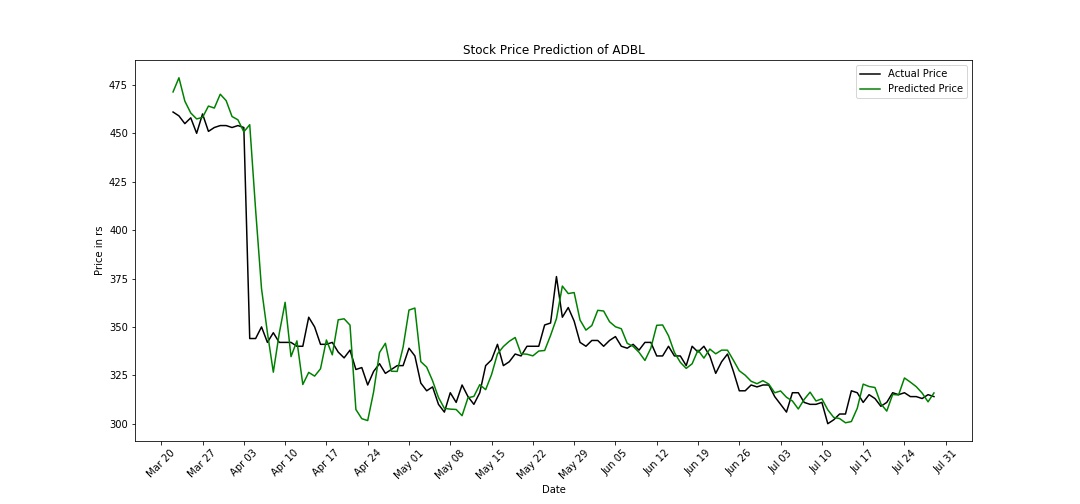 Stock Price Prediction of ADBL
Actual Price
Predicted Price
475
450
425
400
375
350
325
300
Price in rs
Mar 20
Mar 27
Apr 03
Apr 10
Apr 17
Apr 24
May 01
May 08
May 15
May 22
May 29
Jun 05
Jun 12
Jun 19
Jun 26
Jul 03
Jul 10
Jul 17
Jul 24
Jul 31
Date